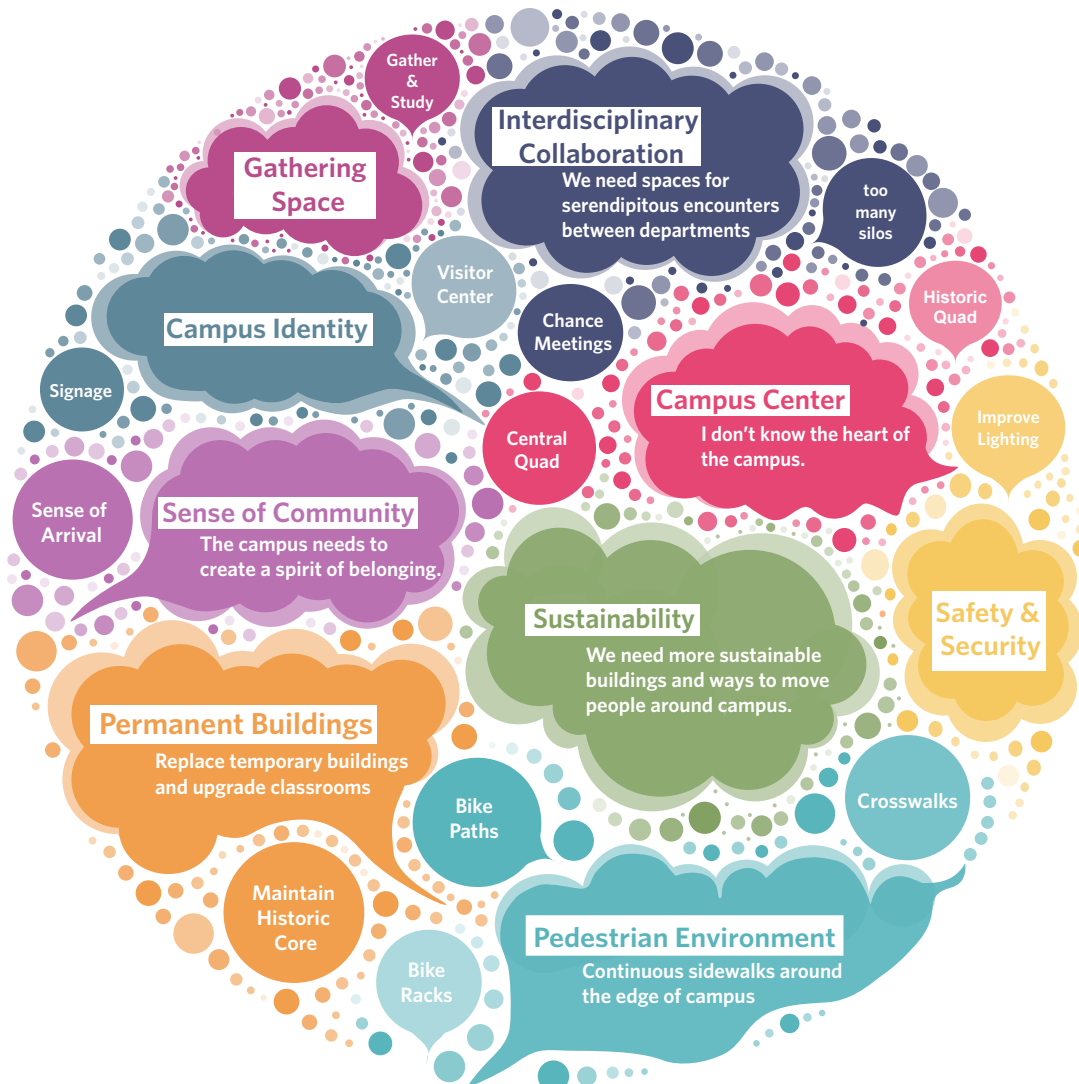 Gather
&
Study
Interdisciplinary
Collaboration
We need spaces for
serendipitous encounters
between departments
Gathering
Space
too
many
silos
Visitor
Center
Historic
Quad
Campus Identity
Chance
Meetings
Signage
Campus Center
I don’t know the heart of
the campus.
Improve
Lighting
Central
Quad
Sense of
Arrival
Sense of Community
The campus needs to
create a spirit of belonging.
Sustainability
We need more sustainable
buildings and ways to move
people around campus.
Safety &
Security
Permanent Buildings
Replace temporary buildings
and upgrade classrooms
Bike
Paths
Crosswalks
Maintain
Historic
Core
Pedestrian Environment
Continuous sidewalks around
the edge of campus
Bike
Racks